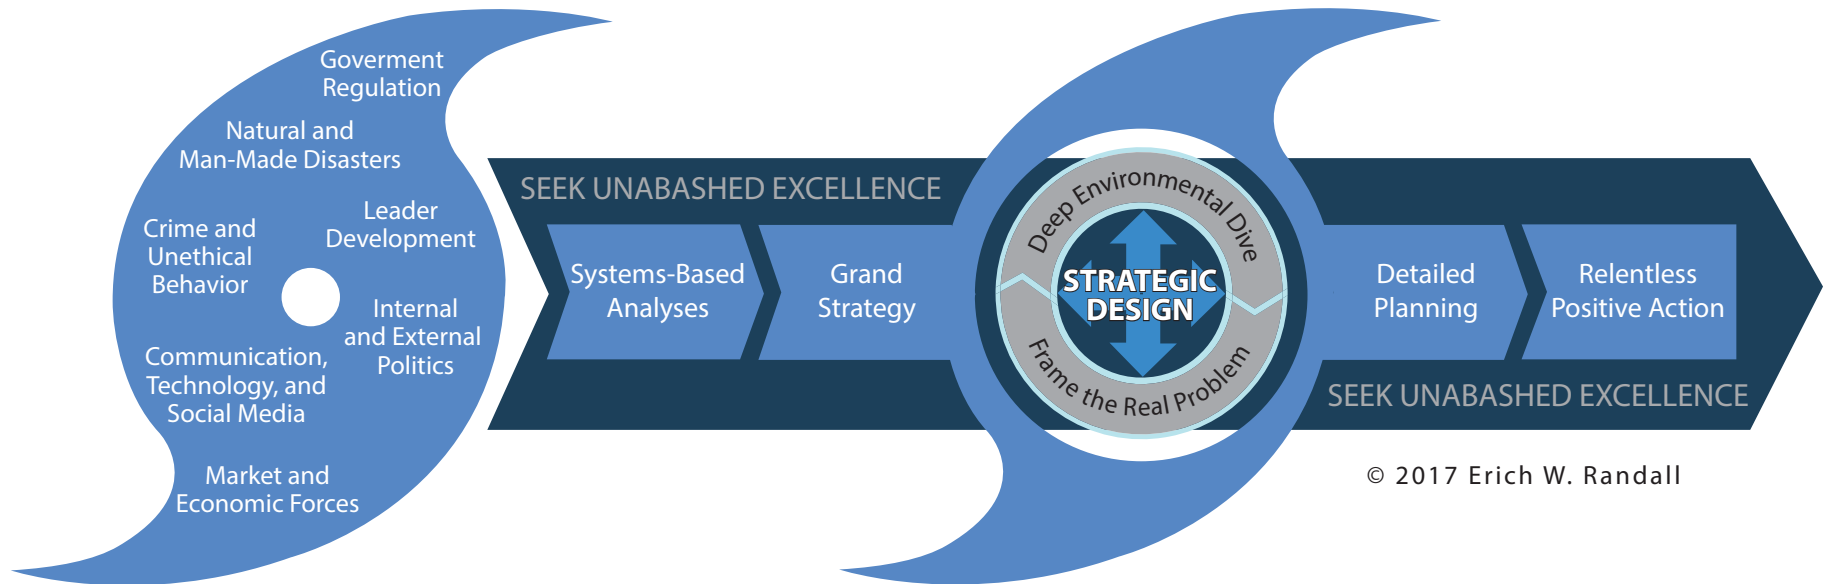 Goverment
Regulation
Natural and
Man-Made Disasters
Leader
Development
Crime and
Unethical
Behavior
Internal
and External
Politics
Communication,
Technology, and
Social Media
Market and
Economic Forces
SEEK UNABASHED EXCELLENCE
Systems-Based
Analyses
Grand
Strategy
Deep Environmental Dive
STRATEGIC
DESIGN
Frame the Real Problem
Detailed
Planning
Relentless
Positive Action
SEEK UNABASHED EXCELLENCE
© 2017 Erich W. Randall